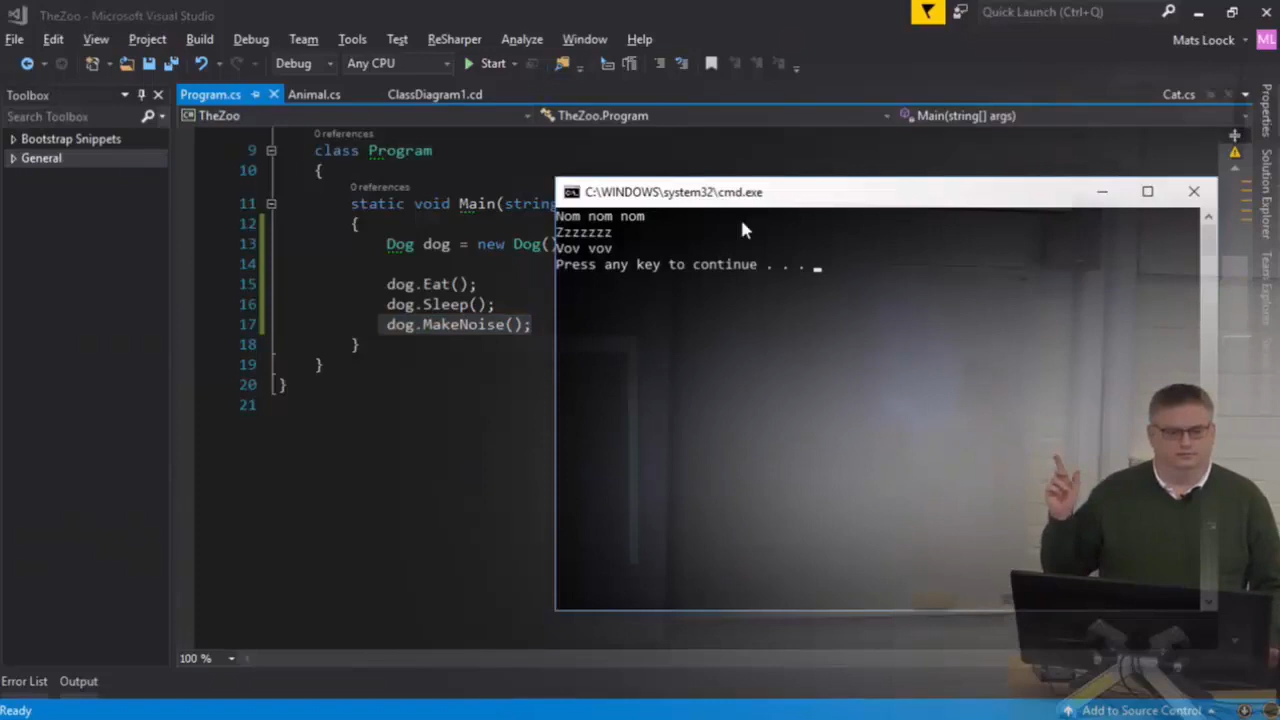 TheZoo - Microsoft Visual Studio
Quick Launch (Ctrl+Q)
File Edit View Project Build Debug Team Tools Test ReSharper Analyze Window Help
Mats Loock ML
Debug Any CPU Start
Toolbox
Program.cs Animal.cs ClassDiagram1.cd Cat.cs
Search Toolbox
TheZoo TheZoo.Program Main(string[] args)
Bootstrap Snippets
General
0 references
9 class Program
10 {
0 references
11 static void Main(string
12 {
13 Dog dog = new Dog()
14
15 dog.Eat();
16 dog.Sleep();
17 dog.MakeNoise();
18 }
19 }
20 }
21
C:\WINDOWS\system32\cmd.exe
Nom nom nom
Zzzzzzz
Vov vov
Press any key to continue . . .
Properties
Solution Explorer
Team Explorer
100 %
Error List Output
Ready
Add to Source Control